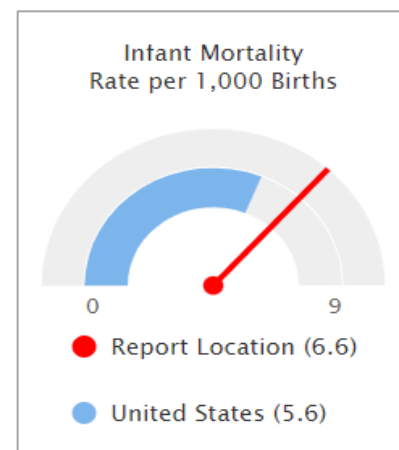 Infant Mortality
Rate per 1,000 Births
0 9
Report Location (6.6)
United States (5.6)